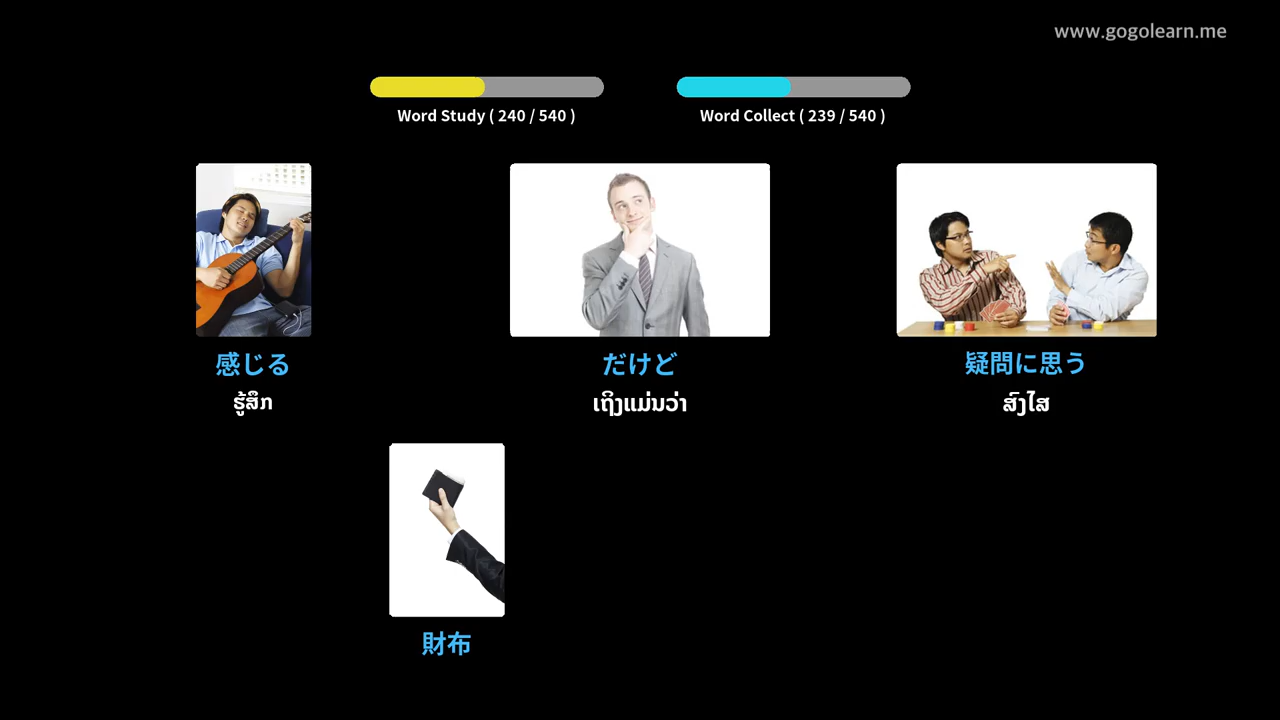 www.gogolearn.me
Word Study ( 240 / 540 )
Word Collect ( 239 / 540 )
感じる
ຮູ້ສຶກ
だけど
ເຖິງແມ່ນວ່າ
疑問に思う
ສົງໄສ
財布